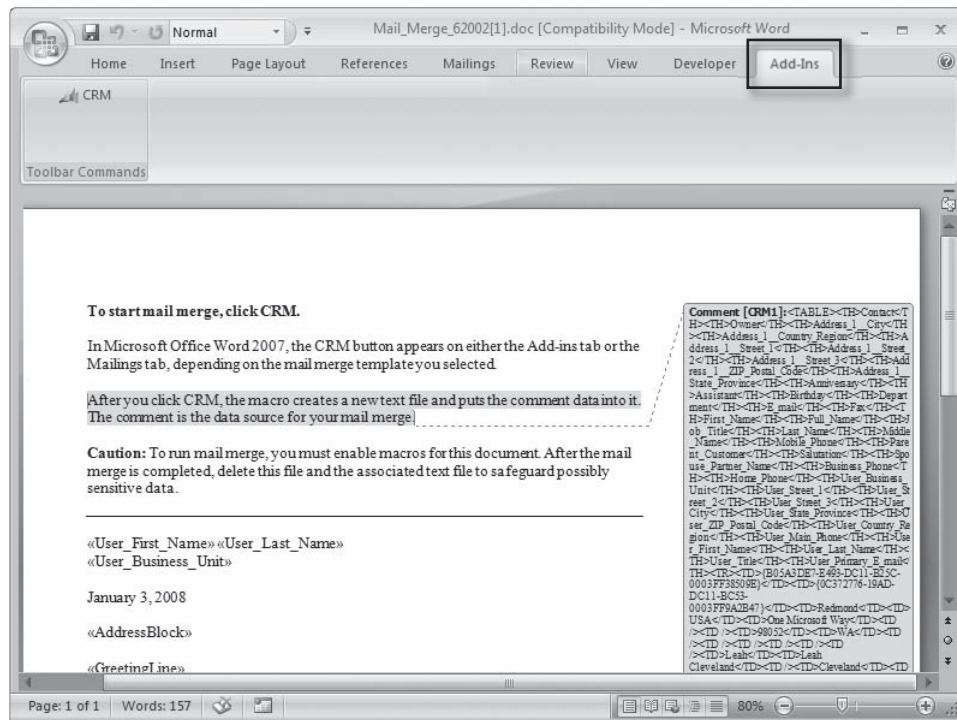 Normal
Mail_Merge_62002[1].doc [Compatibility Mode] - Microsoft Word
Home Insert Page Layout References Mailings Review View Developer Add-Ins
CRM
Toolbar Commands
To start mail merge, click CRM.
In Microsoft Office Word 2007, the CRM button appears on either the Add-ins tab or the
Mailings tab, depending on the mail merge template you selected.
After you click CRM, the macro creates a new text file and puts the comment data into it.
The comment is the data source for your mail merge.
Caution: To run mail merge, you must enable macros for this document. After the mail
merge is completed, delete this file and the associated text file to safeguard possibly
sensitive data.
«User_First_Name» «User_Last_Name»
«User_Business_Unit»
January 3, 2008
«AddressBlock»
«GreetingLine»
Comment [CRM1]:<TABLE><TH>Contact</T
H><TH>Owner</TH><TH>Address_1__City</TH
><TH>Address_1__Country_Region</TH><TH>A
ddress_1__Street_1</TH><TH>Address_1__Street_
2</TH><TH>Address_1__Street_3</TH><TH>Add
ress_1__ZIP_Postal_Code</TH><TH>Address_1__
State_Province</TH><TH>Anniversary</TH><TH
>Assistant</TH><TH>Birthday</TH><TH>Depart
ment</TH><TH>E_mail</TH><TH>Fax</TH><T
H>First_Name</TH><TH>Full_Name</TH><TH>J
ob_Title</TH><TH>Last_Name</TH><TH>Middle
_Name</TH><TH>Mobile_Phone</TH><TH>Pare
nt_Customer</TH><TH>Salutation</TH><TH>Spo
use_Partner_Name</TH><TH>Business_Phone</T
H><TH>Home_Phone</TH><TH>User_Business_
Unit</TH><TH>User_Street_1</TH><TH>User_St
reet_2</TH><TH>User_Street_3</TH><TH>User_
City</TH><TH>User_State_Province</TH><TH>U
ser_ZIP_Postal_Code</TH><TH>User_Country_Re
gion</TH><TH>User_Main_Phone</TH><TH>Use
r_First_Name</TH><TH>User_Last_Name</TH><
TH>User_Title</TH><TH>User_Primary_E_mail</
TH><TR><TD>{B05A3DE7-E493-DC11-B25C-
0003FF38509E}</TD><TD>{0C372776-19AD-
DC11-BC53-
0003FF9A2B47}</TD><TD>Redmond</TD><TD>
USA</TD><TD>One Microsoft Way</TD><TD
/><TD /><TD>98052</TD><TD>WA</TD><TD
/><TD /><TD /><TD /><TD /><TD
/><TD>Leah</TD><TD>Leah
Cleveland</TD><TD /><TD>Cleveland</TD><TD
Page: 1 of 1 Words: 157 80%